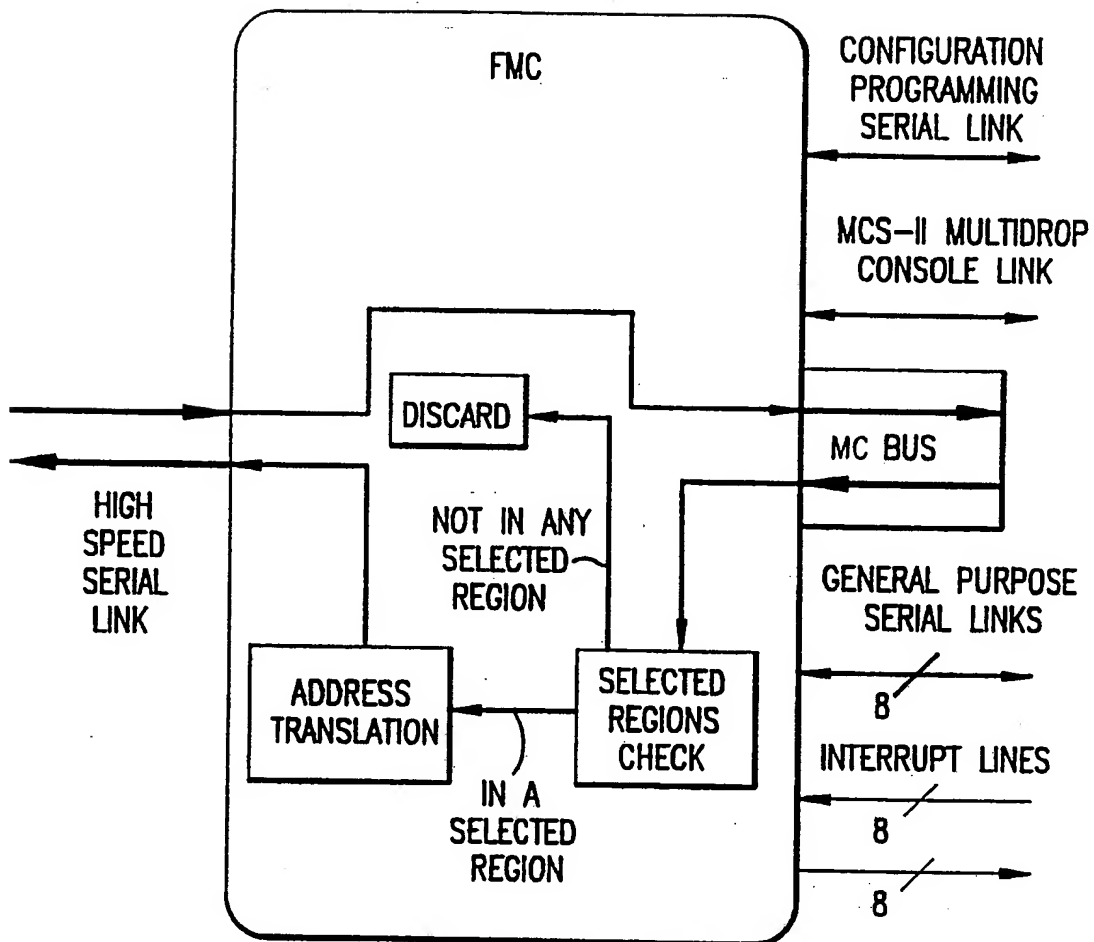 FMC
CONFIGURATION
PROGRAMMING
SERIAL LINK
MCS-II MULTIDROP
CONSOLE LINK
DISCARD
MC BUS
HIGH
SPEED
SERIAL
LINK
NOT IN ANY
SELECTED
REGION
GENERAL PURPOSE
SERIAL LINKS
8
ADDRESS
TRANSLATION
SELECTED
REGIONS
CHECK
IN A
SELECTED
REGION
INTERRUPT LINES
8
8